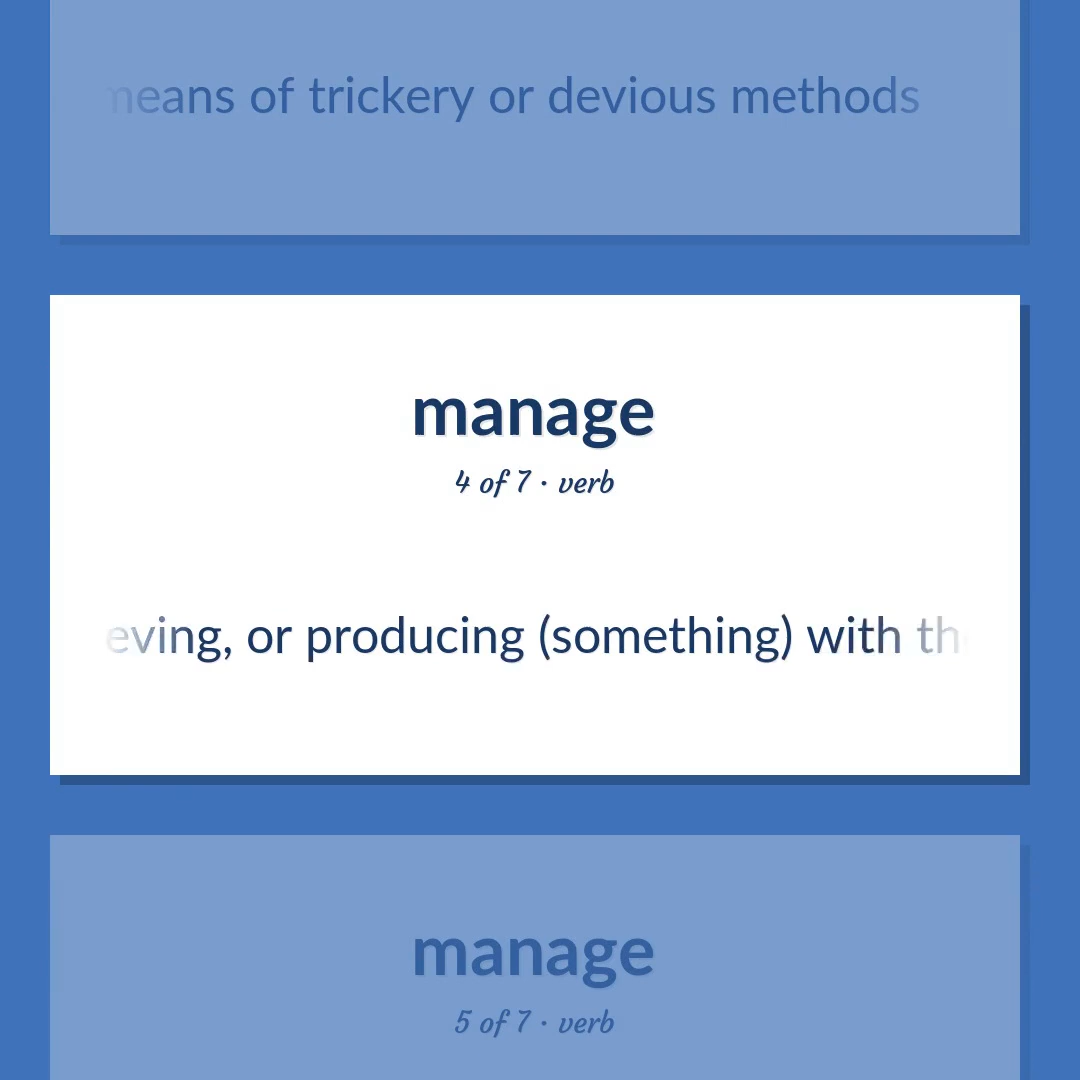 means of trickery or devious methods
manage
4 of 7 · verb
eving, or producing (something) with th
manage
5 of 7 · verb